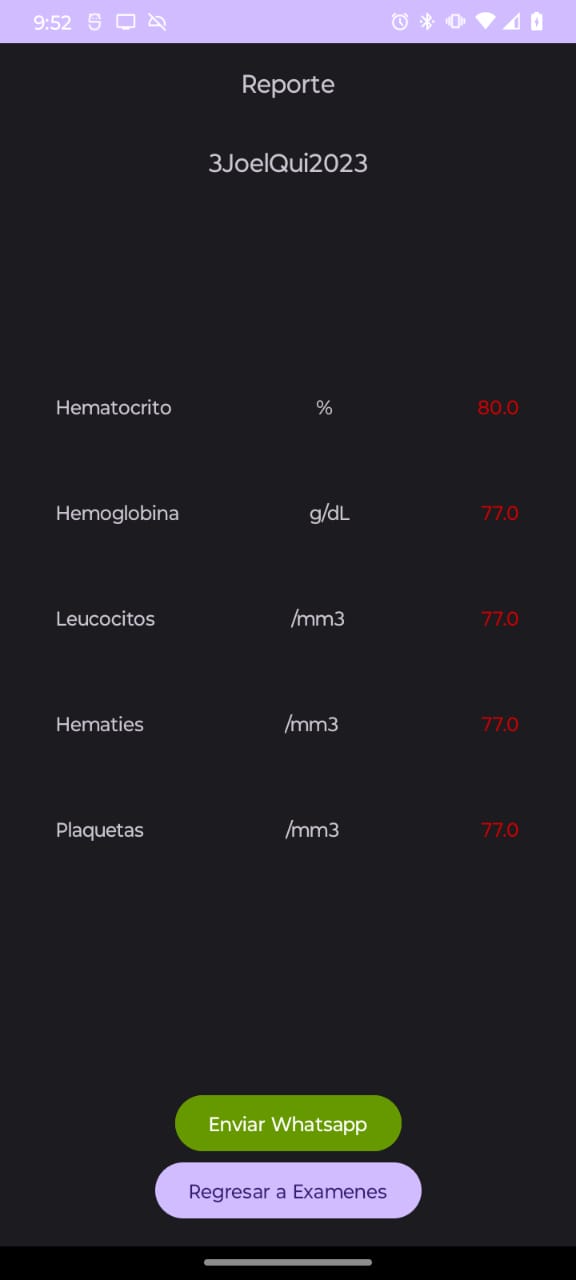 9:52
Reporte
3JoelQui2023
Hematocrito % 80.0
Hemoglobina g/dL 77.0
Leucocitos /mm3 77.0
Hematies /mm3 77.0
Plaquetas /mm3 77.0
Enviar Whatsapp
Regresar a Examenes